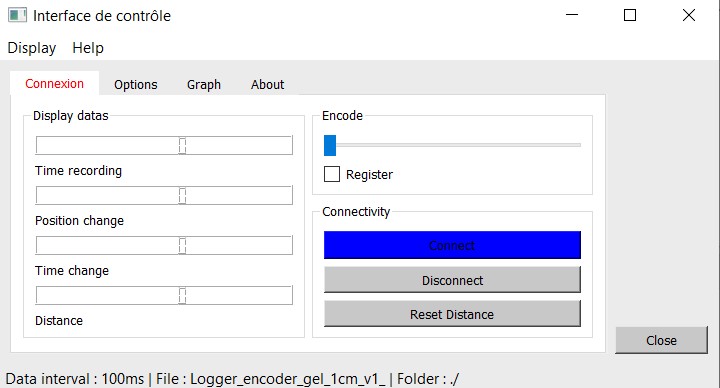 Interface de contrôle
Display Help
Connexion Options Graph About
Display datas
Time recording
Position change
Time change
Distance
Encode
Register
Connectivity
Connect
Disconnect
Reset Distance
Close
Data interval : 100ms | File : Logger_encoder_gel_1cm_v1_ | Folder : ./